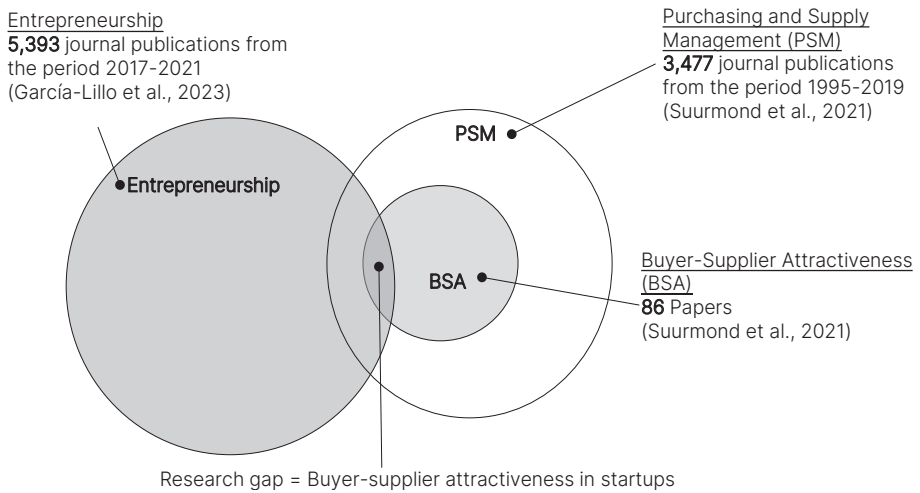 Entrepreneurship
5,393 journal publications from
the period 2017-2021
(García-Lillo et al., 2023)
Purchasing and Supply
Management (PSM)
3,477 journal publications
from the period 1995-2019
(Suurmond et al., 2021)
PSM
Entrepreneurship
BSA
Buyer-Supplier Attractiveness
(BSA)
86 Papers
(Suurmond et al., 2021)
Research gap = Buyer-supplier attractiveness in startups